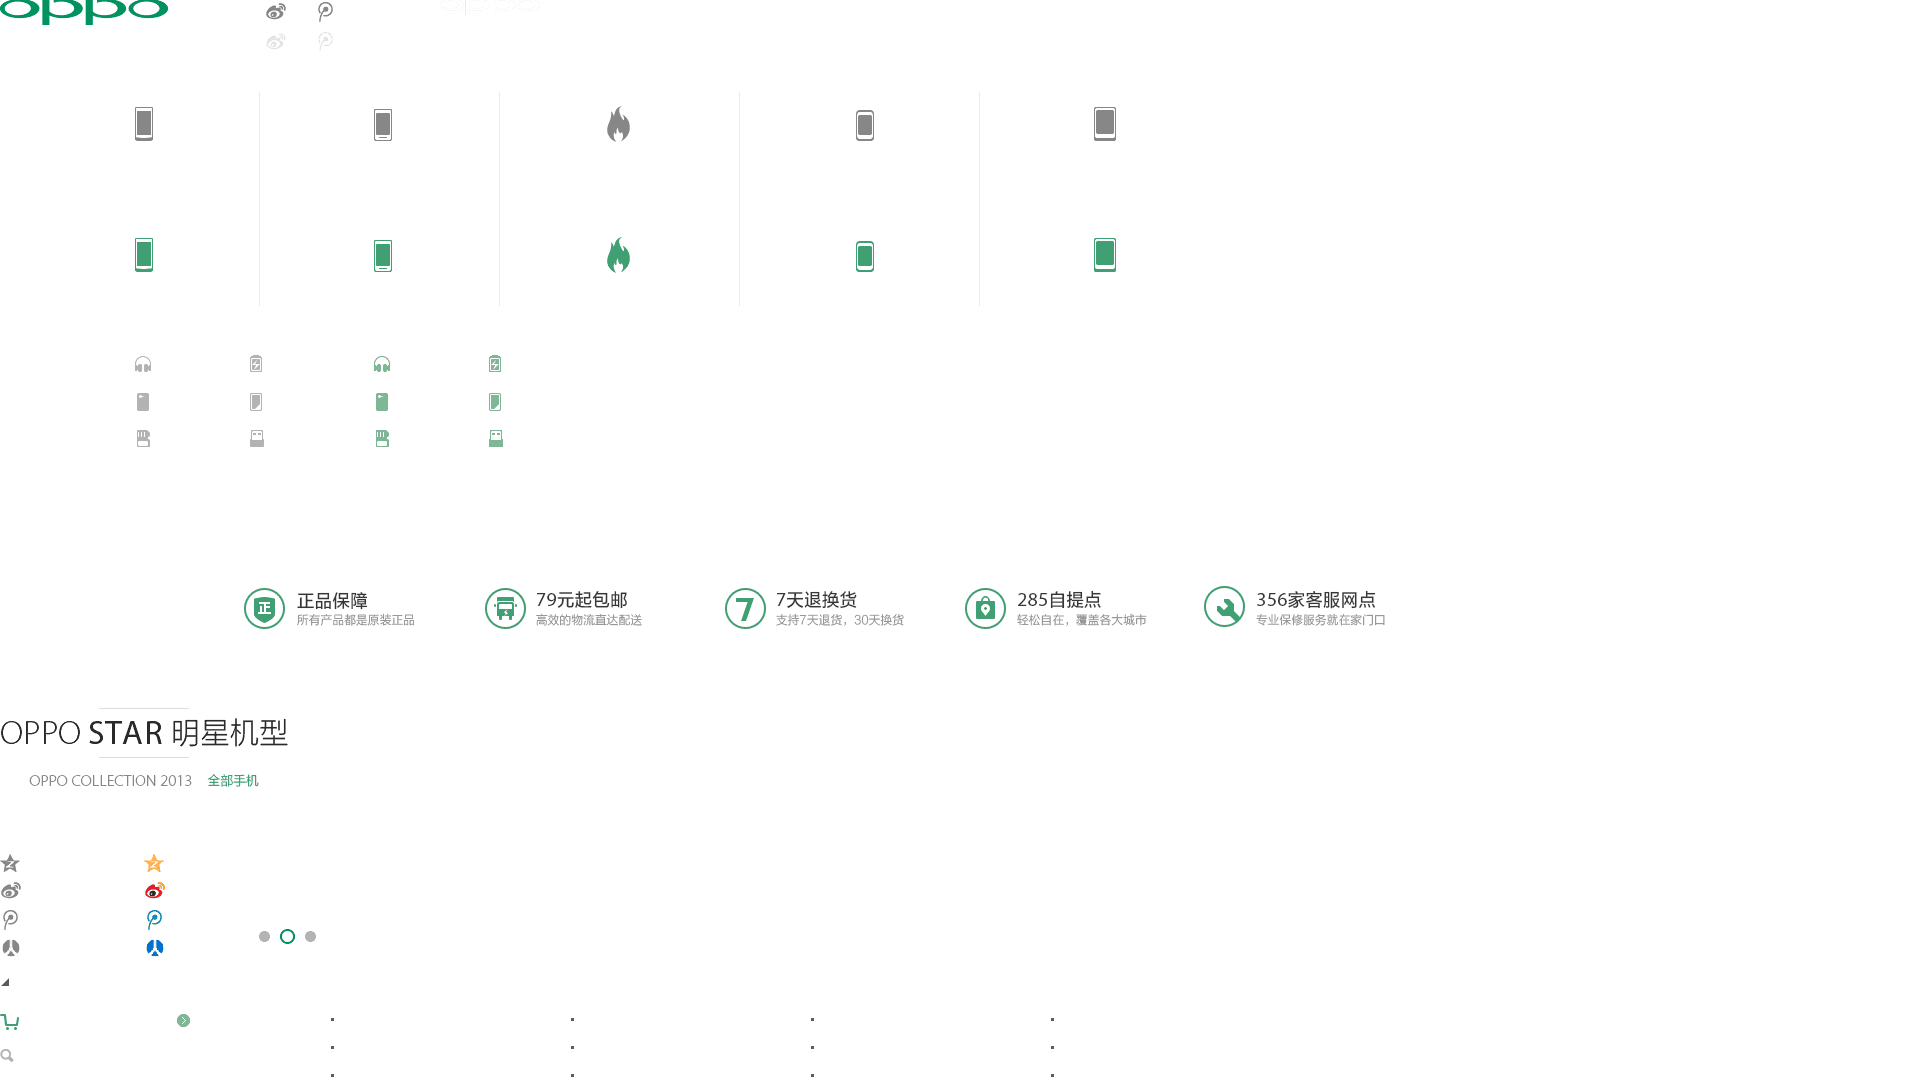 oppo
正品保障
所有产品都是原装正品
79元起包邮
高效的物流直达配送
7
7天退换货
支持7天退货，30天换货
285自提点
轻松自在，覆盖各大城市
356家客服网点
专业保修服务就在家门口
正
OPPO STAR 明星机型
OPPO COLLECTION 2013 全部手机